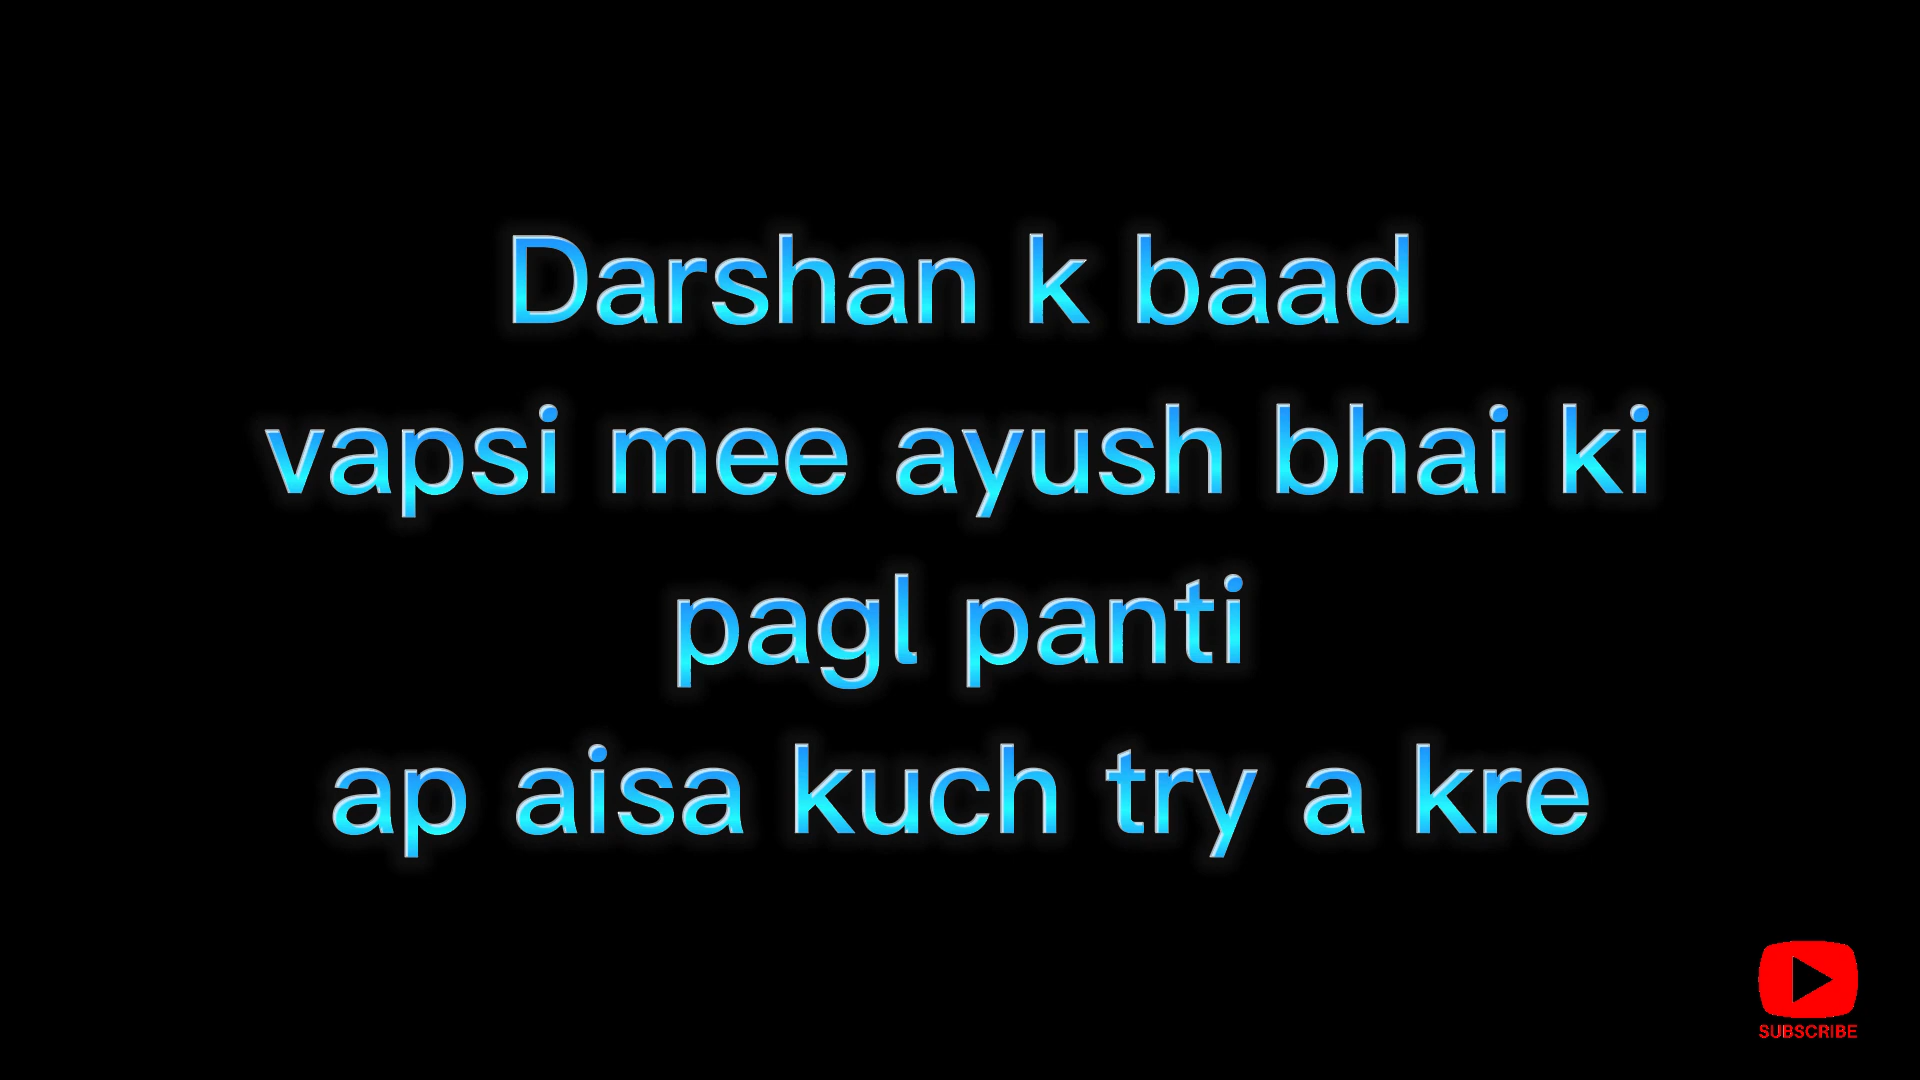 Darshan k baad
vapsi mee ayush bhai ki
pagl panti
ap aisa kuch try a kre
SUBSCRIBE